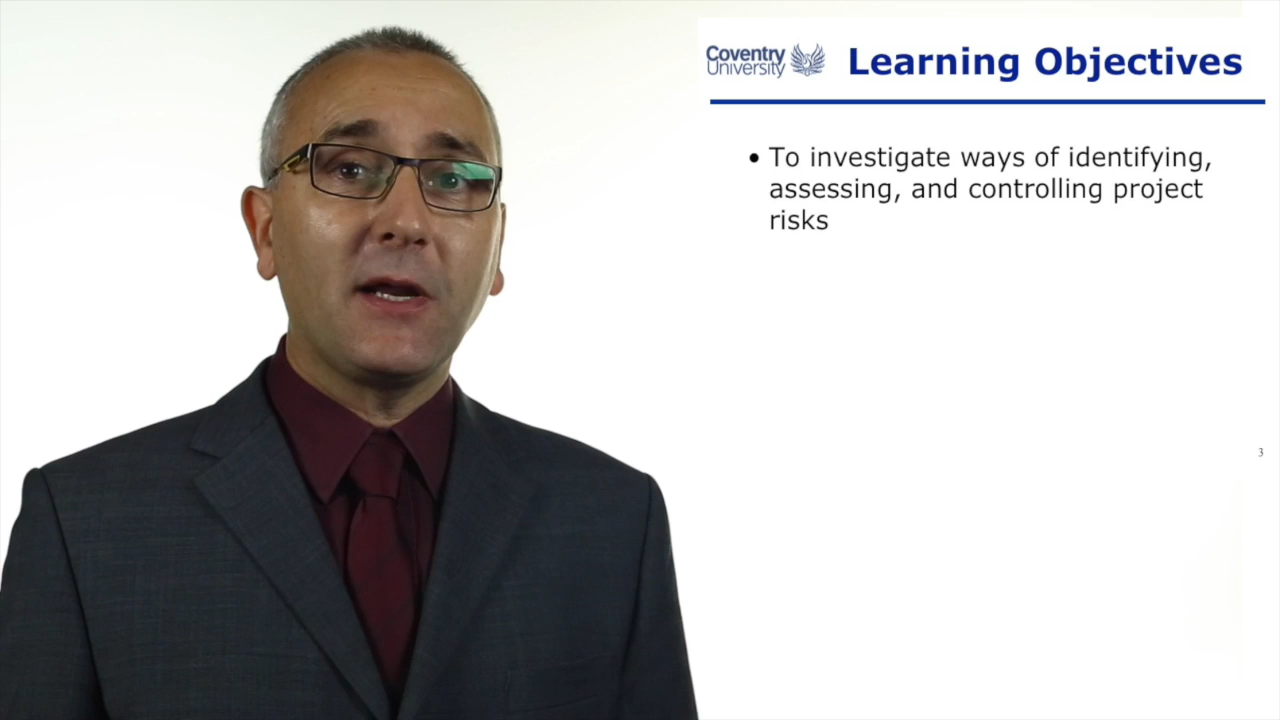 Coventry
University
Learning Objectives
• To investigate ways of identifying,
assessing, and controlling project
risks
3